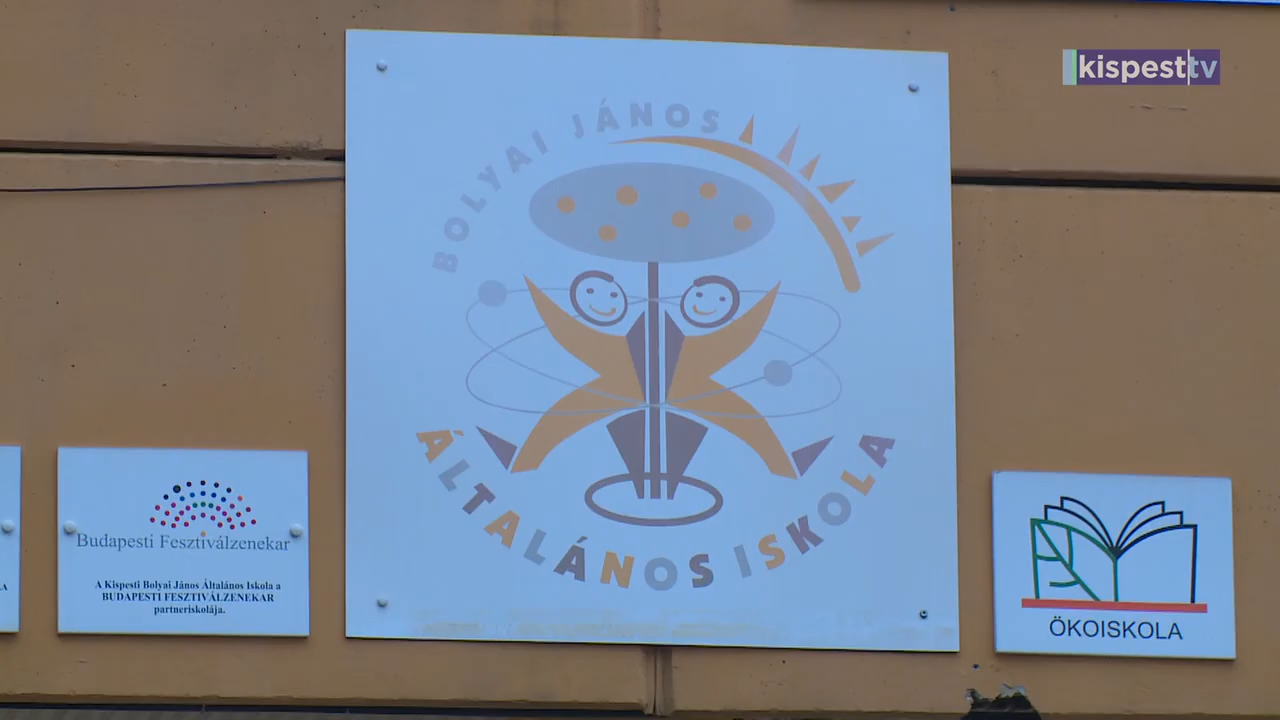 kispest tv
BOLYAI JÁNOS
ÁLTALÁNOS ISKOLA
Budapesti Fesztiválzenekar
A Kispesti Bolyai János Általános Iskola a
BUDAPESTI FESZTIVÁLZENEKAR
partneriskolája.
ÖKOISKOLA